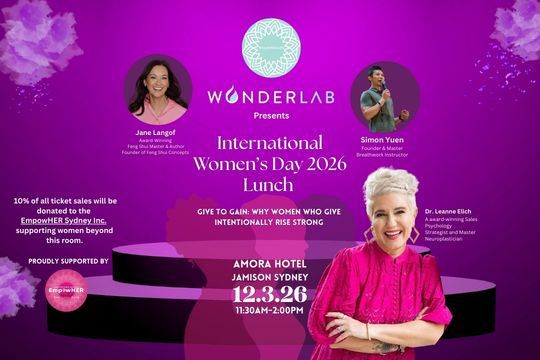 WONDERLAB
Presents
Jane Langof
Award Winning
Feng Shui Master & Author
Founder of Feng Shui Concepts
Simon Yuen
Founder & Master
Breathwork Instructor
International
Women's Day 2026
Lunch
GIVE TO GAIN: WHY WOMEN WHO GIVE
INTENTIONALLY RISE STRONG
10% of all ticket sales will be
donated to the
EmpowHER Sydney Inc.
supporting women beyond
this room.
PROUDLY SUPPORTED BY
EmpowHER
Dr. Leanne Elich
A award-winning Sales
Psychology
Strategist and Master
Neuroplastician
AMORA HOTEL
JAMISON SYDNEY
12.3.26
11:30AM-2:00PM